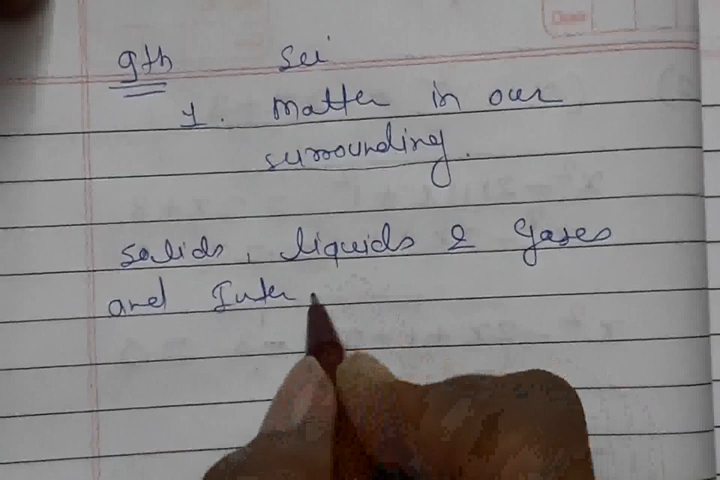 9th Sci
1. Matter in our
surrounding.
Solids, liquids & gases
and Inter